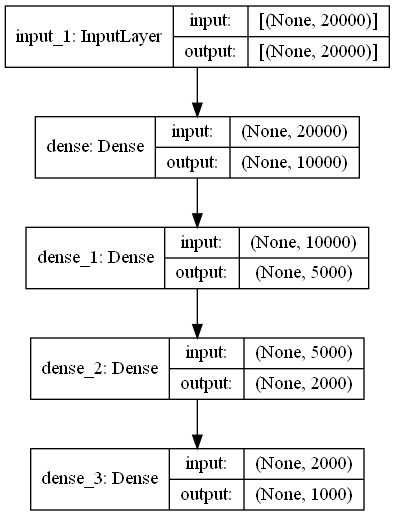 input_1: InputLayer
input:
[(None, 20000)]
output:
[(None, 20000)]
dense: Dense
input:
(None, 20000)
output:
(None, 10000)
dense_1: Dense
input:
(None, 10000)
output:
(None, 5000)
dense_2: Dense
input:
(None, 5000)
output:
(None, 2000)
dense_3: Dense
input:
(None, 2000)
output:
(None, 1000)